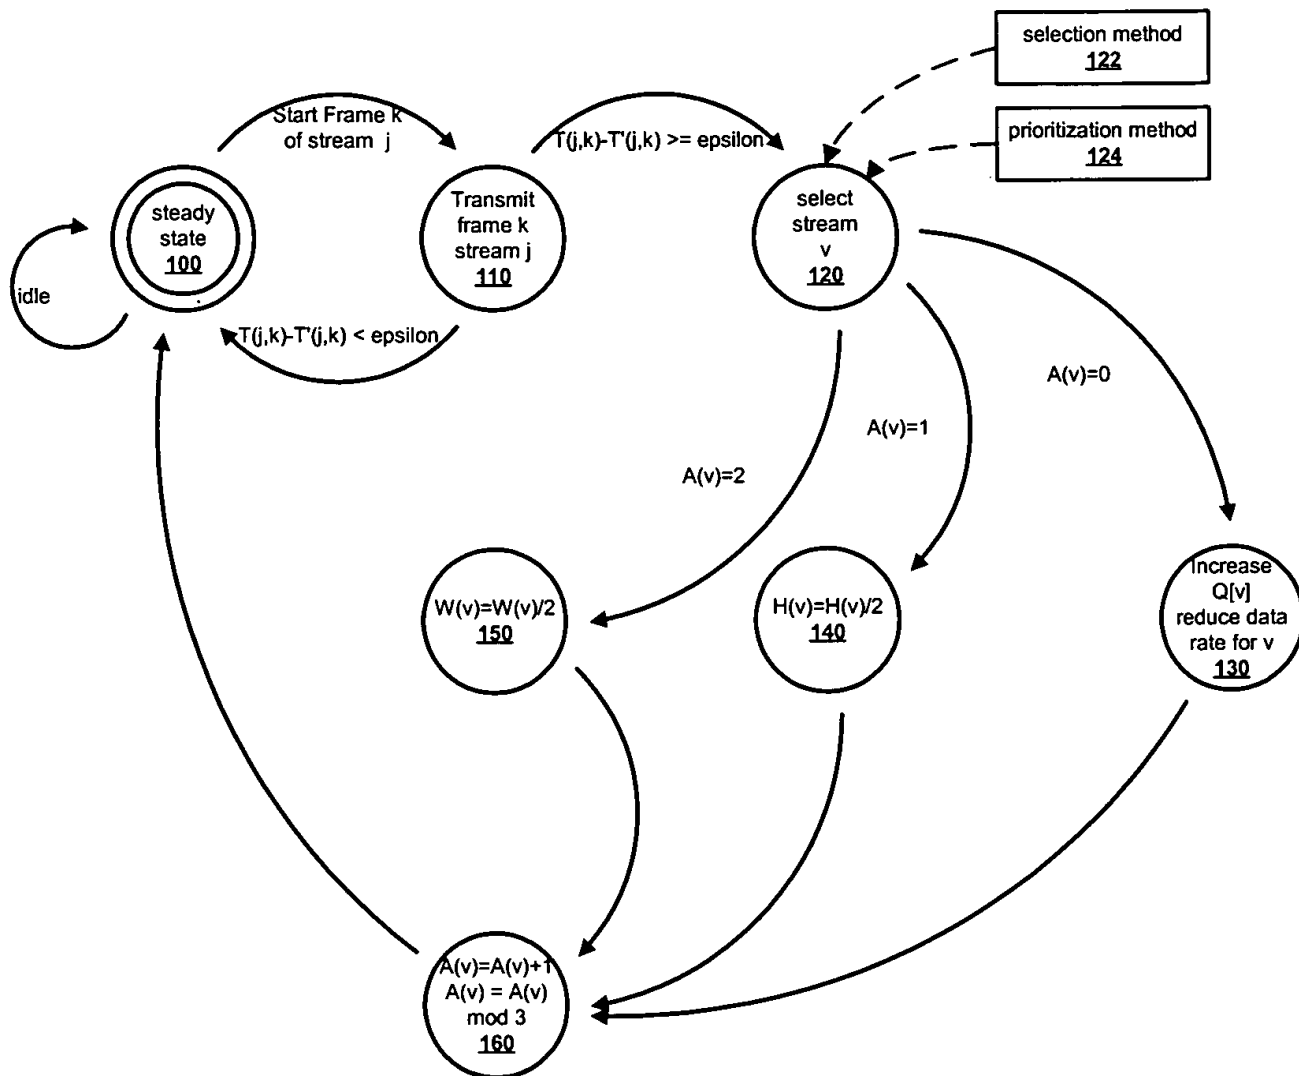 selection method
122
prioritization method
124
Start Frame k
of stream j
T(j,k)-T'(j,k) >= epsilon
steady
state
100
Transmit
frame k
stream j
110
select
stream
v
120
idle
T(j,k)-T'(j,k) < epsilon
A(v)=0
A(v)=1
A(v)=2
W(v)=W(v)/2
150
H(v)=H(v)/2
140
Increase
Q[v]
reduce data
rate for v
130
A(v)=A(v)+1
A(v) = A(v)
mod 3
160